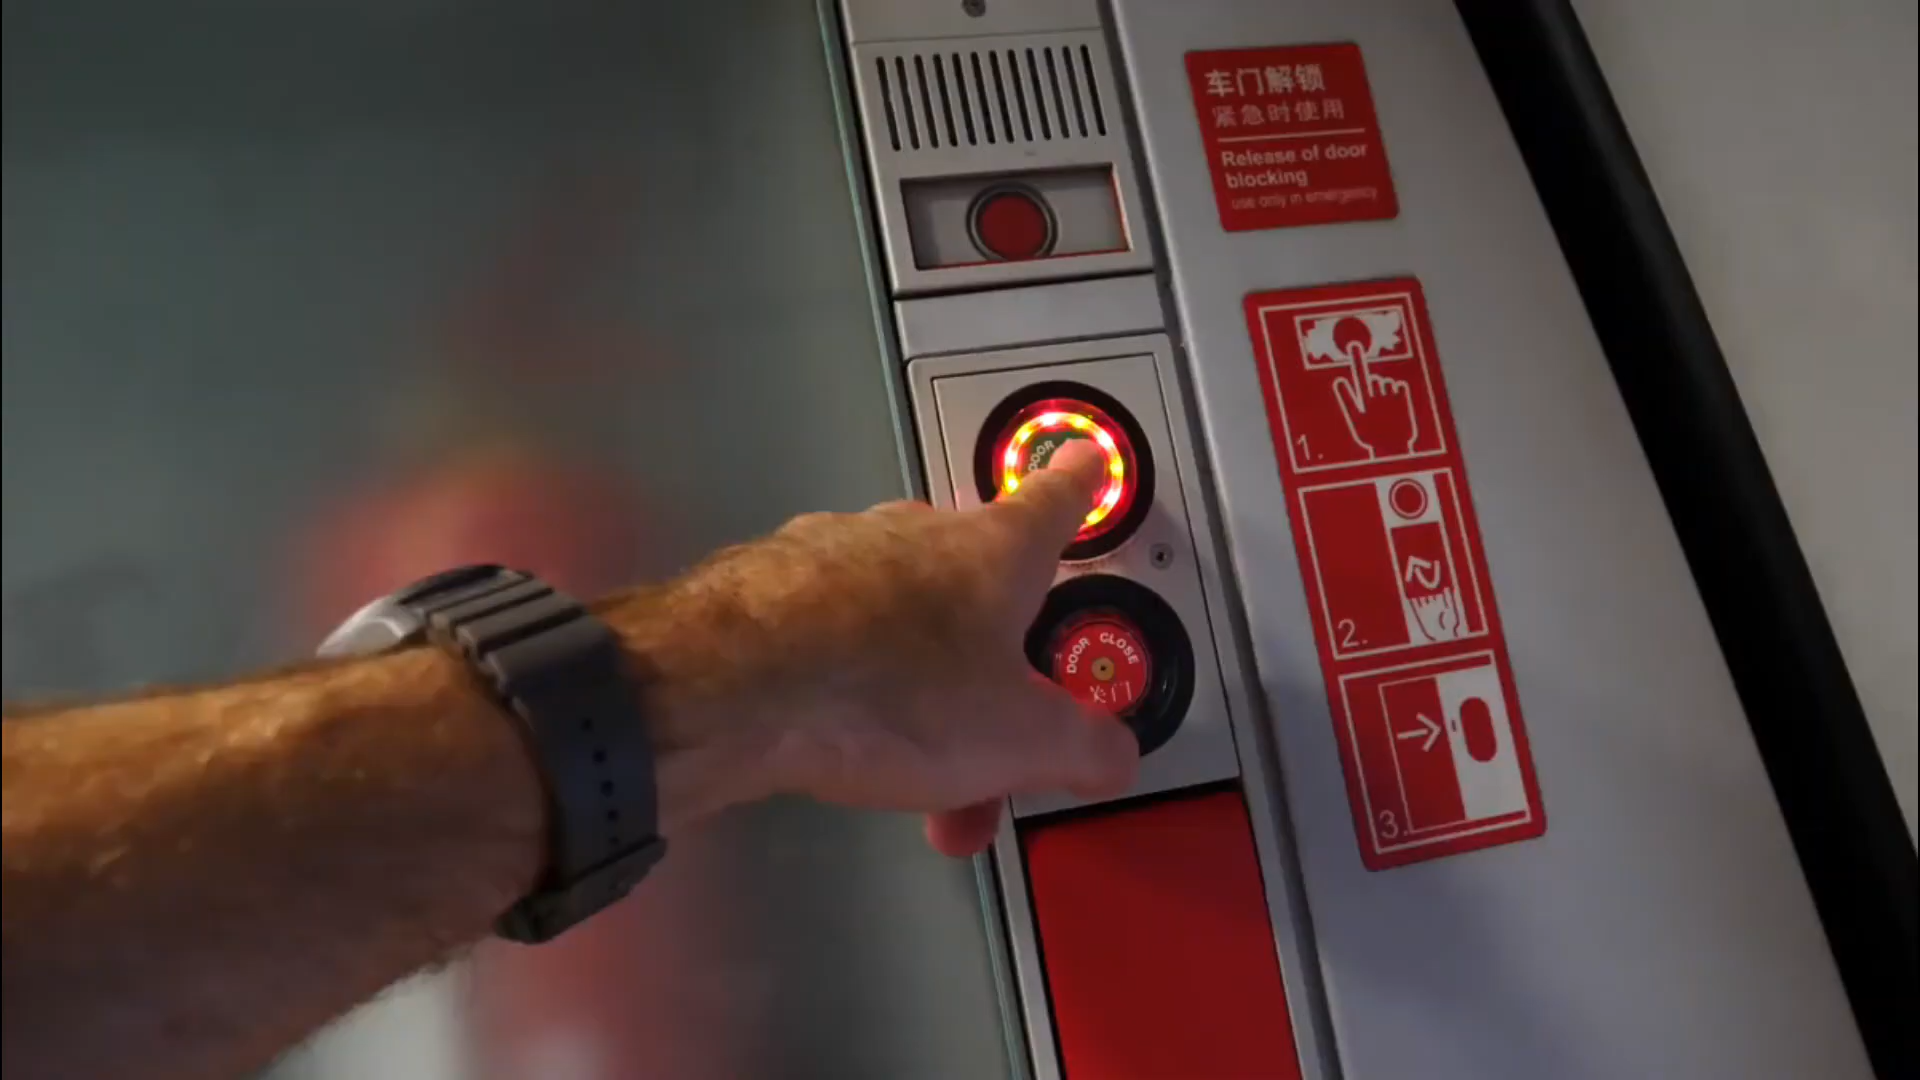 车门解锁
紧急时使用
Release of door
blocking
use only in emergency
1.
DOOR
2.
DOOR CLOSE
关门
3.